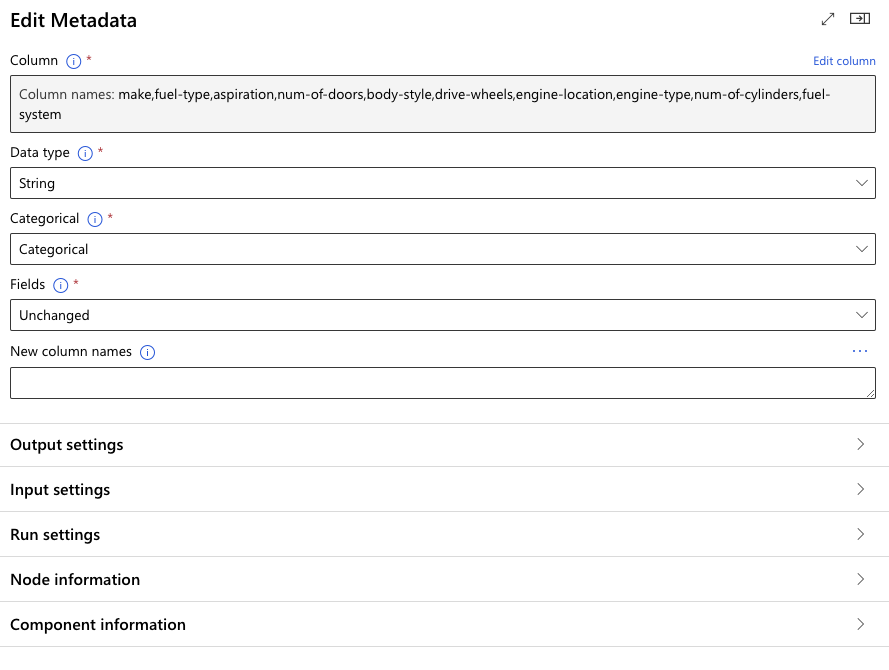 Edit Metadata
Column *
Edit column
Column names: make,fuel-type,aspiration,num-of-doors,body-style,drive-wheels,engine-location,engine-type,num-of-cylinders,fuel-
system
Data type *
String
Categorical *
Categorical
Fields *
Unchanged
New column names
Output settings
Input settings
Run settings
Node information
Component information